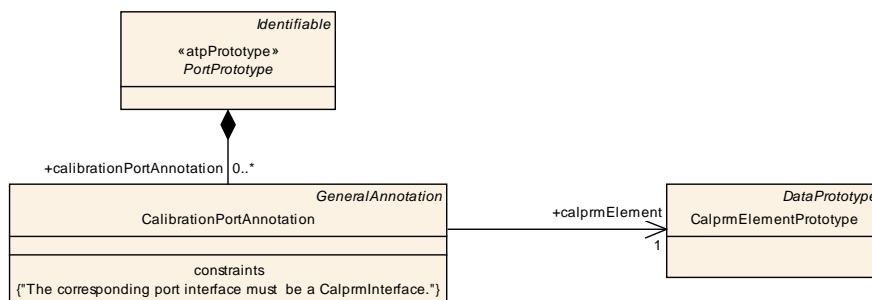 Identifiable
«atpPrototype»
PortPrototype
+calibrationPortAnnotation 0..*
GeneralAnnotation
CalibrationPortAnnotation
constraints
{"The corresponding port interface must be a CalprmInterface."}
+calprmElement
1
DataPrototype
CalprmElementPrototype